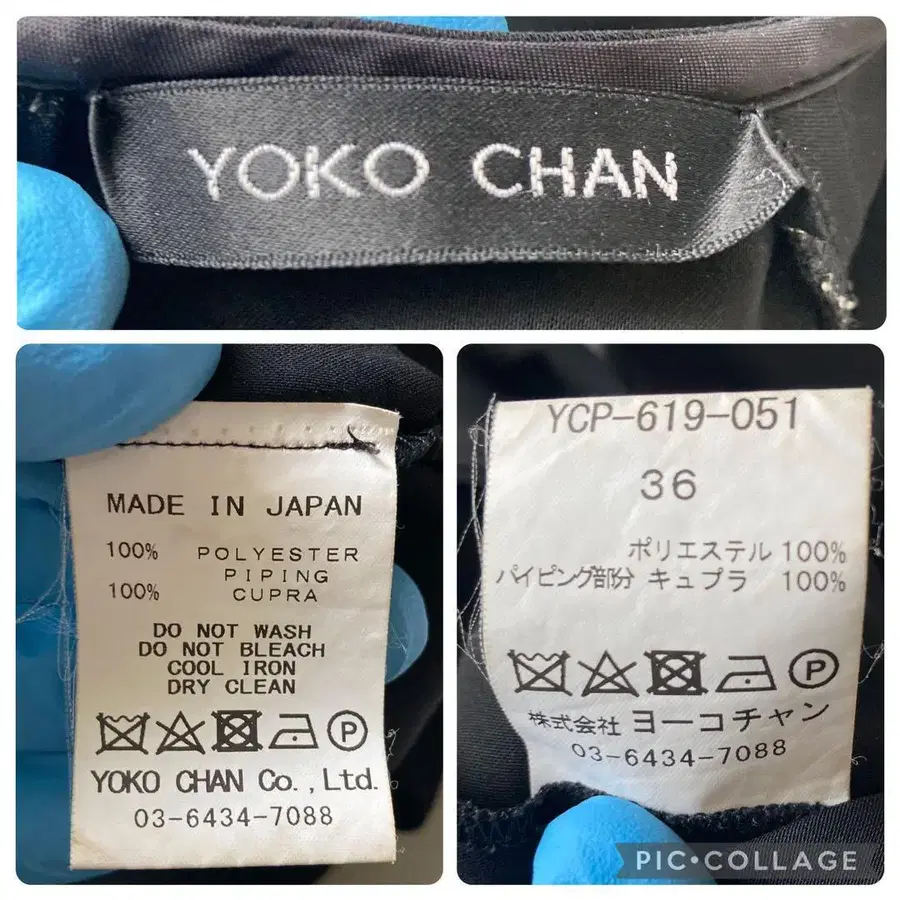 YOKO CHAN
MADE IN JAPAN
100% POLYESTER
PIPING
100% CUPRA
DO NOT WASH
DO NOT BLEACH
COOL IRON
DRY CLEAN
P
YOKO CHAN Co.,Ltd.
03-6434-7088
YCP-619-051
36
ポリエステル 100%
パイピング部分 キュプラ 100%
P
株式会社 ヨーコチャン
03-6434-7088
PIC•COLLAGE